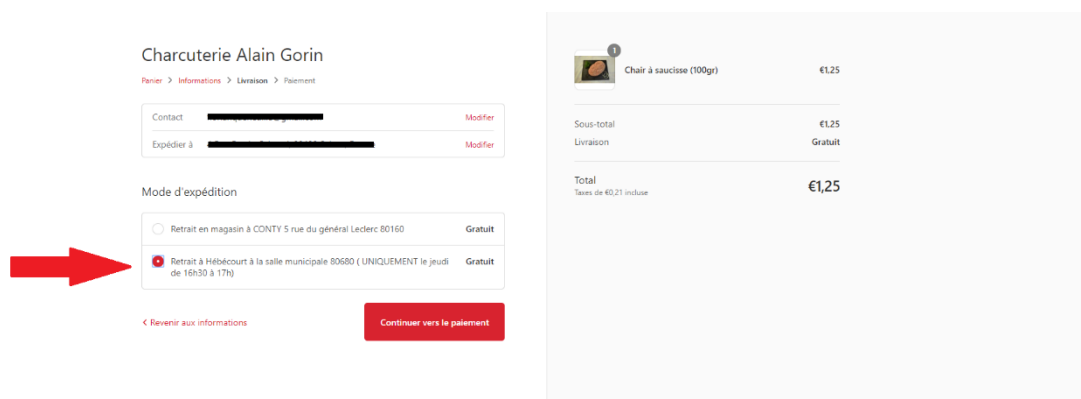 Charcuterie Alain Gorin
Panier > Informations > Livraison > Paiement
Contact Modifier
Expédier à Modifier
Mode d'expédition
Retrait en magasin à CONTY 5 rue du général Leclerc 80160 Gratuit
Retrait à Hébécourt à la salle municipale 80680 ( UNIQUEMENT le jeudi Gratuit
de 16h30 à 17h)
< Revenir aux informations
Continuer vers le paiement
1
Chair à saucisse (100gr) €1,25
Sous-total €1,25
Livraison Gratuit
Total €1,25
Taxes de €0,21 incluse